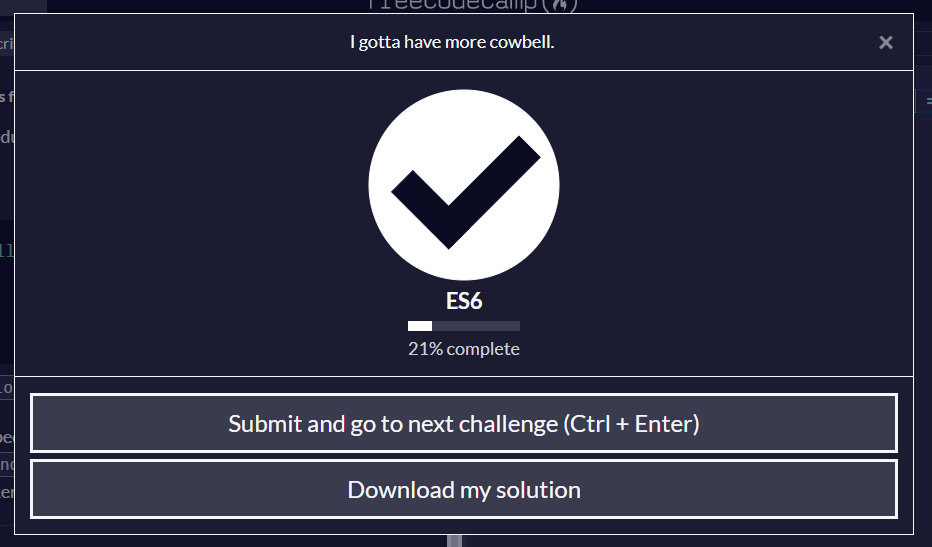 freeCodeCamp(🔥)
I gotta have more cowbell.
×
ES6
21% complete
Submit and go to next challenge (Ctrl + Enter)
Download my solution